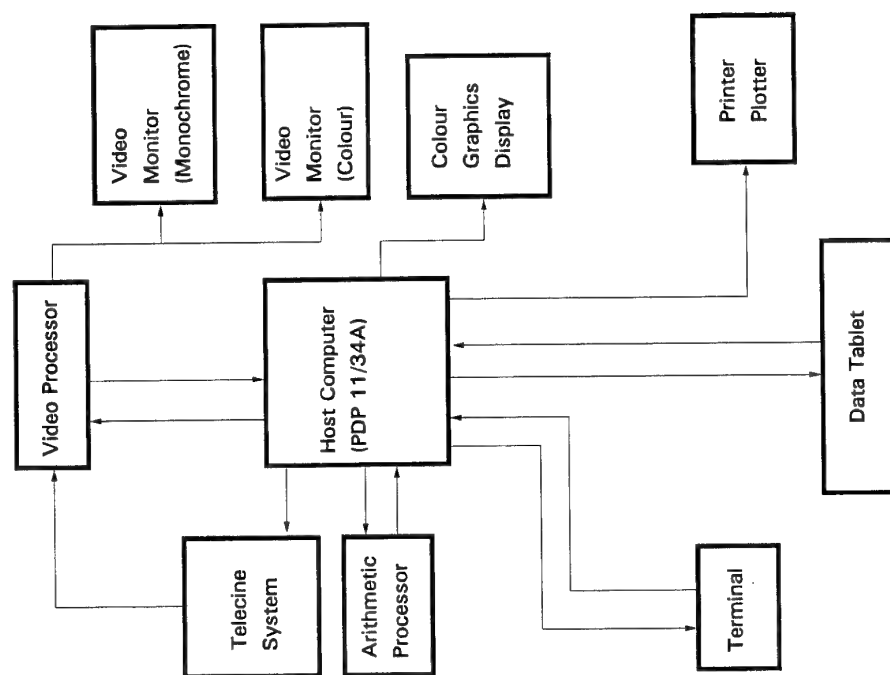 Video
Monitor
(Monochrome)
Video
Monitor
(Colour)
Colour
Graphics
Display
Printer
Plotter
Video Processor
Host Computer
(PDP 11/34A)
Data Tablet
Telecine
System
Arithmetic
Processor
Terminal